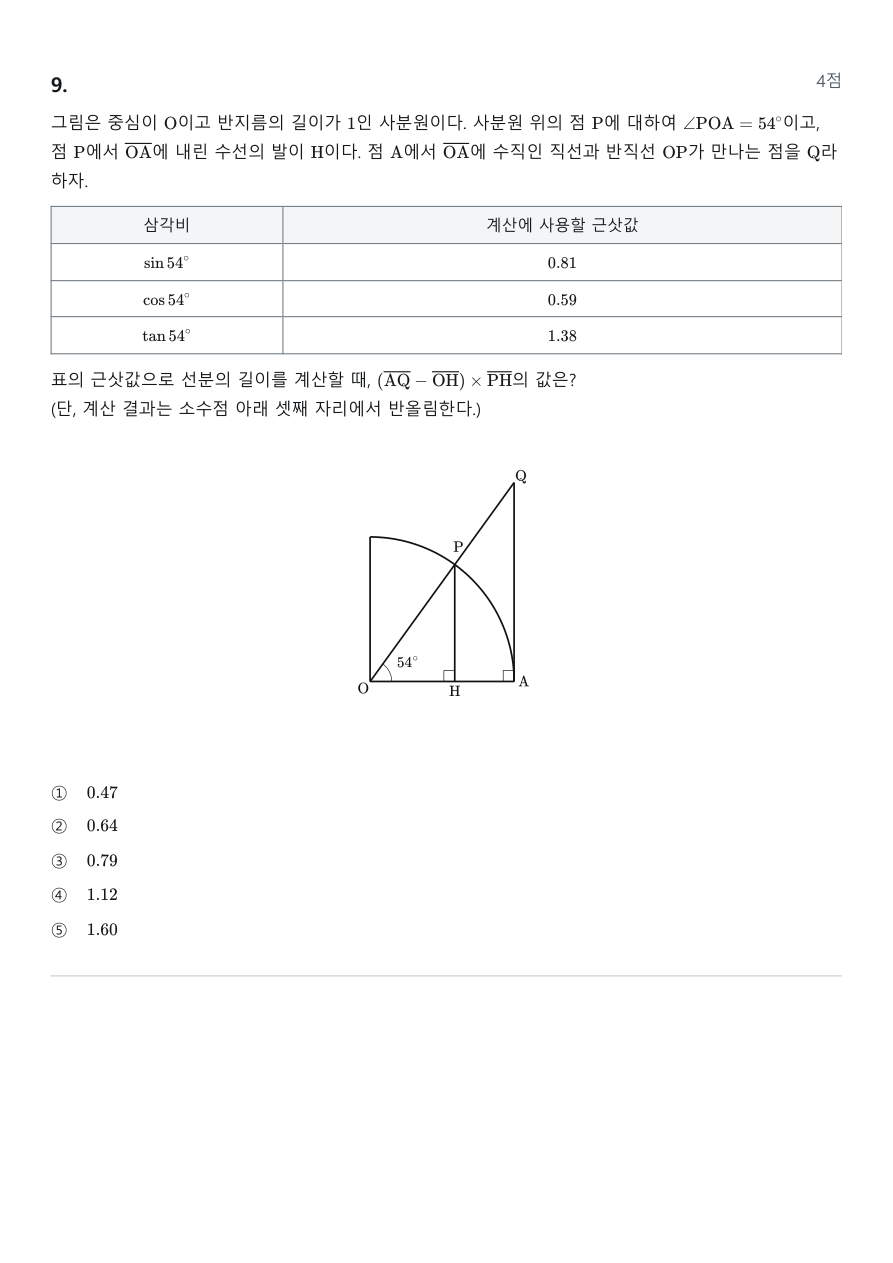 9.
4점
그림은 중심이 O이고 반지름의 길이가 1인 사분원이다. 사분원 위의 점 P에 대하여 ∠POA = 54°이고,
점 P에서 O̅A̅에 내린 수선의 발이 H이다. 점 A에서 O̅A̅에 수직인 직선과 반직선 OP가 만나는 점을 Q라
하자.
삼각비 계산에 사용할 근삿값
sin 54° 0.81
cos 54° 0.59
tan 54° 1.38
표의 근삿값으로 선분의 길이를 계산할 때, (A̅Q̅ − O̅H̅) × P̅H̅의 값은?
(단, 계산 결과는 소수점 아래 셋째 자리에서 반올림한다.)
Q
P
54°
O
H
A
① 0.47
② 0.64
③ 0.79
④ 1.12
⑤ 1.60